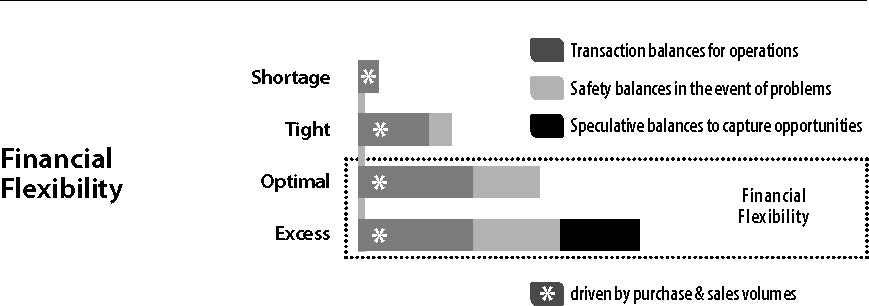 Transaction balances for operations
Shortage
*
Safety balances in the event of problems
Tight
*
Speculative balances to capture opportunities
Financial
Flexibility
Optimal
*
Financial
Flexibility
Excess
*
* driven by purchase & sales volumes